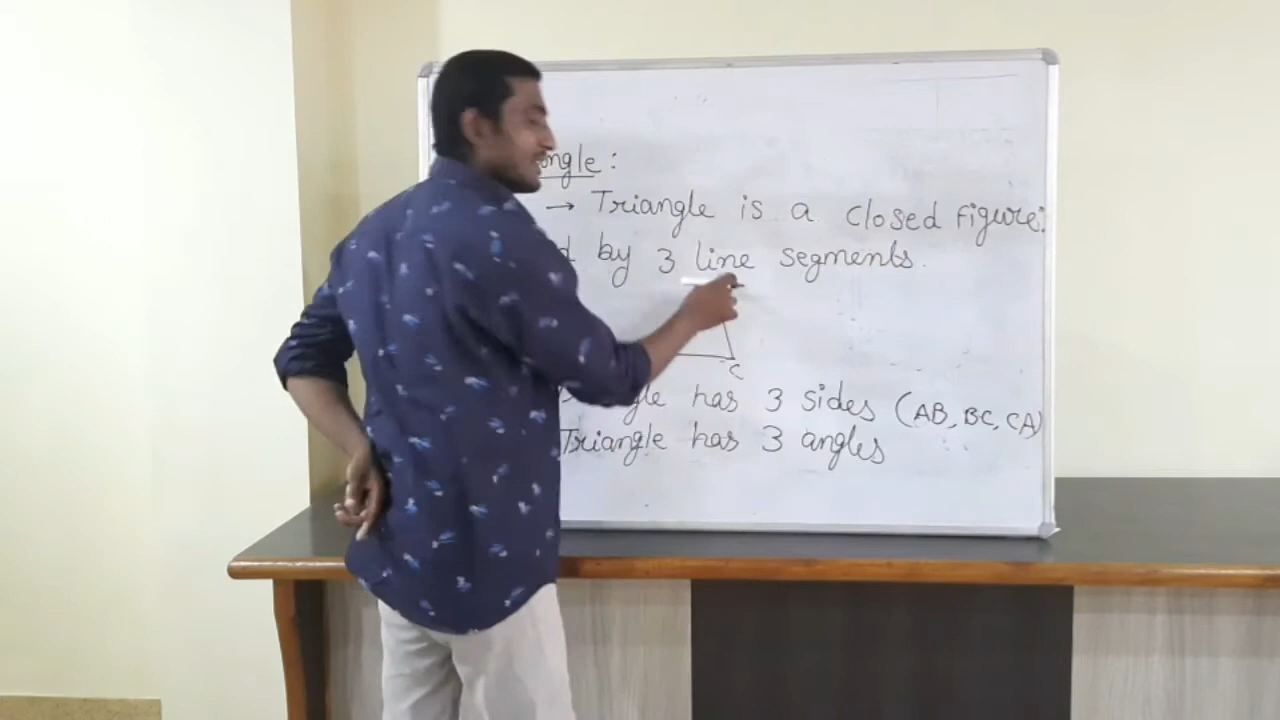 ngle :
→ Triangle is a closed figure.
d by 3 line segments.
C
gle has 3 sides (AB, BC, CA)
Triangle has 3 angles